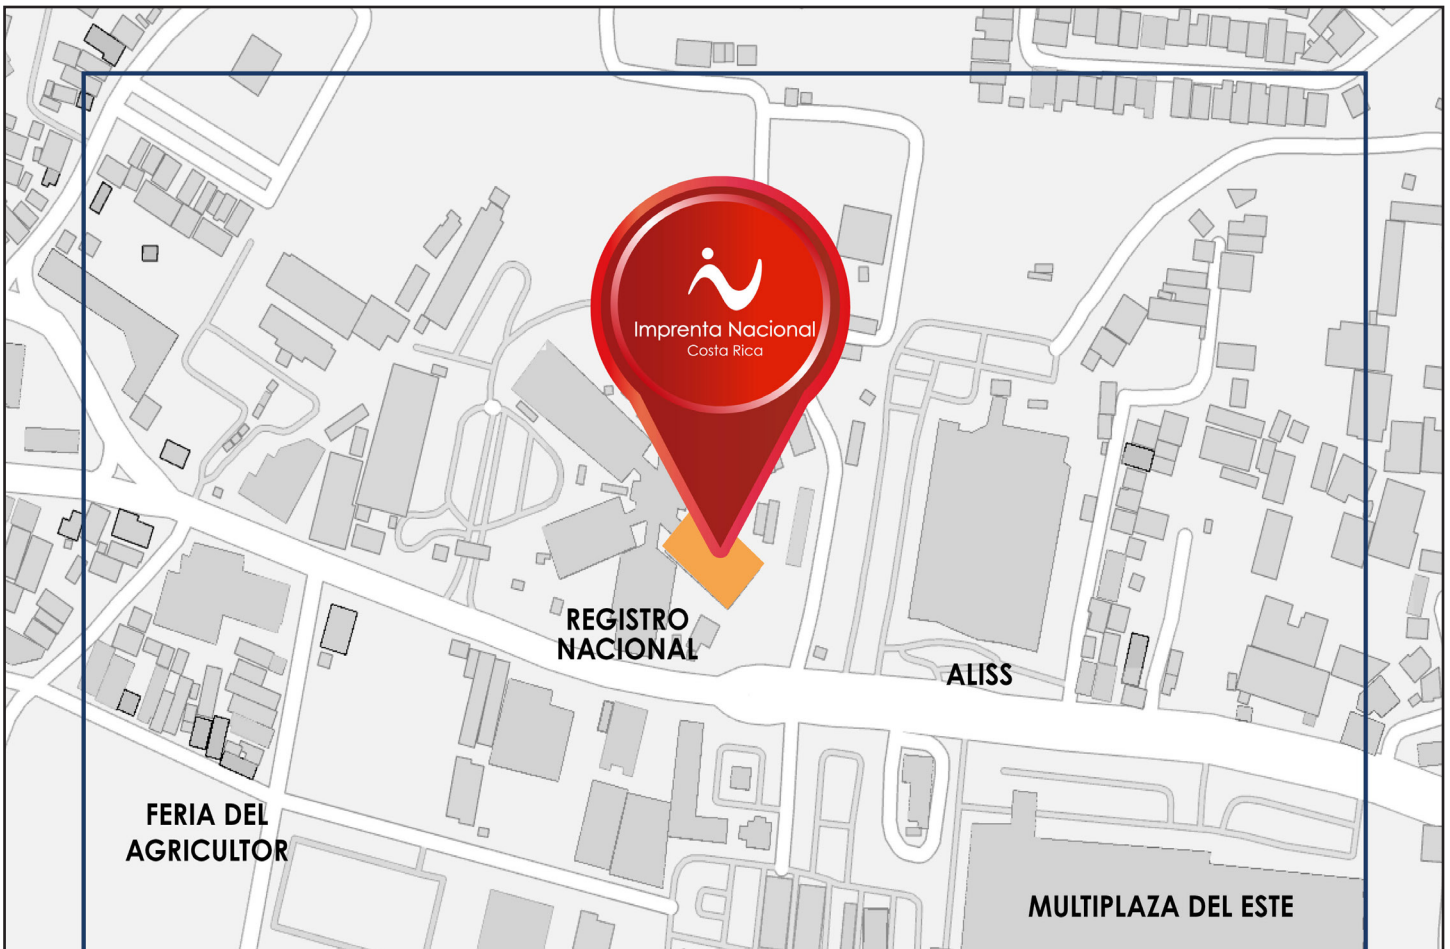 Imprenta Nacional
Costa Rica
REGISTRO
NACIONAL
ALISS
FERIA DEL
AGRICULTOR
MULTIPLAZA DEL ESTE